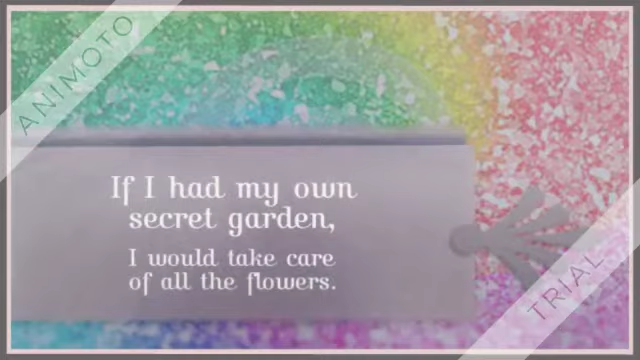 ANIMOTO
If I had my own
secret garden,
I would take care
of all the flowers.
TRIAL